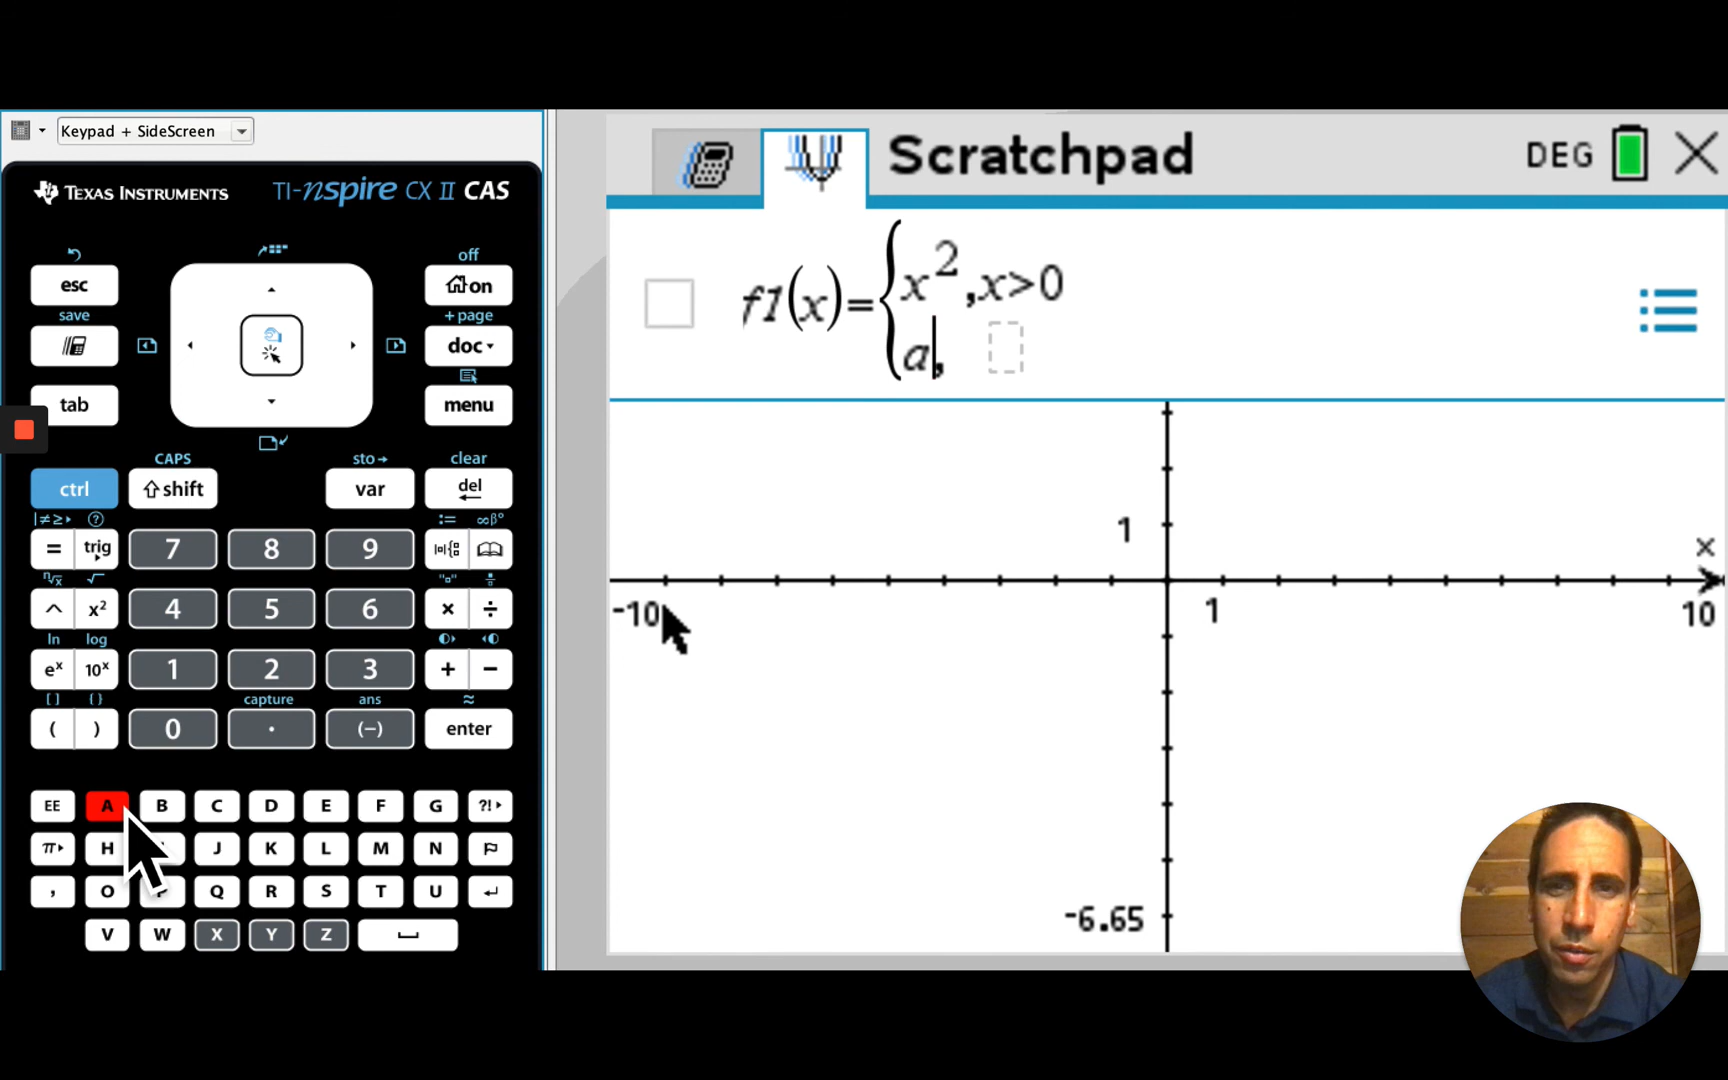 Keypad + SideScreen
TEXAS INSTRUMENTS TI-nspire CX II CAS
off
esc
on
save
+ page
doc
tab
menu
CAPS
sto→
clear
ctrl
⇧shift
var
del
|≠≥▸ ? := ∞β°
= trig 7 8 9
ⁿ√x √ "▫"
^ x² 4 5 6 × ÷
ln log
eˣ 10ˣ 1 2 3 + −
[ ] { } capture ans ≈
( ) 0 . (−) enter
EE A B C D E F G ?!▸
π▸ H J K L M N
, O Q R S T U ↵
V W X Y Z
Scratchpad
DEG
f1(x)={x²,x>0
a,
1
x
-10
1
10
-6.65